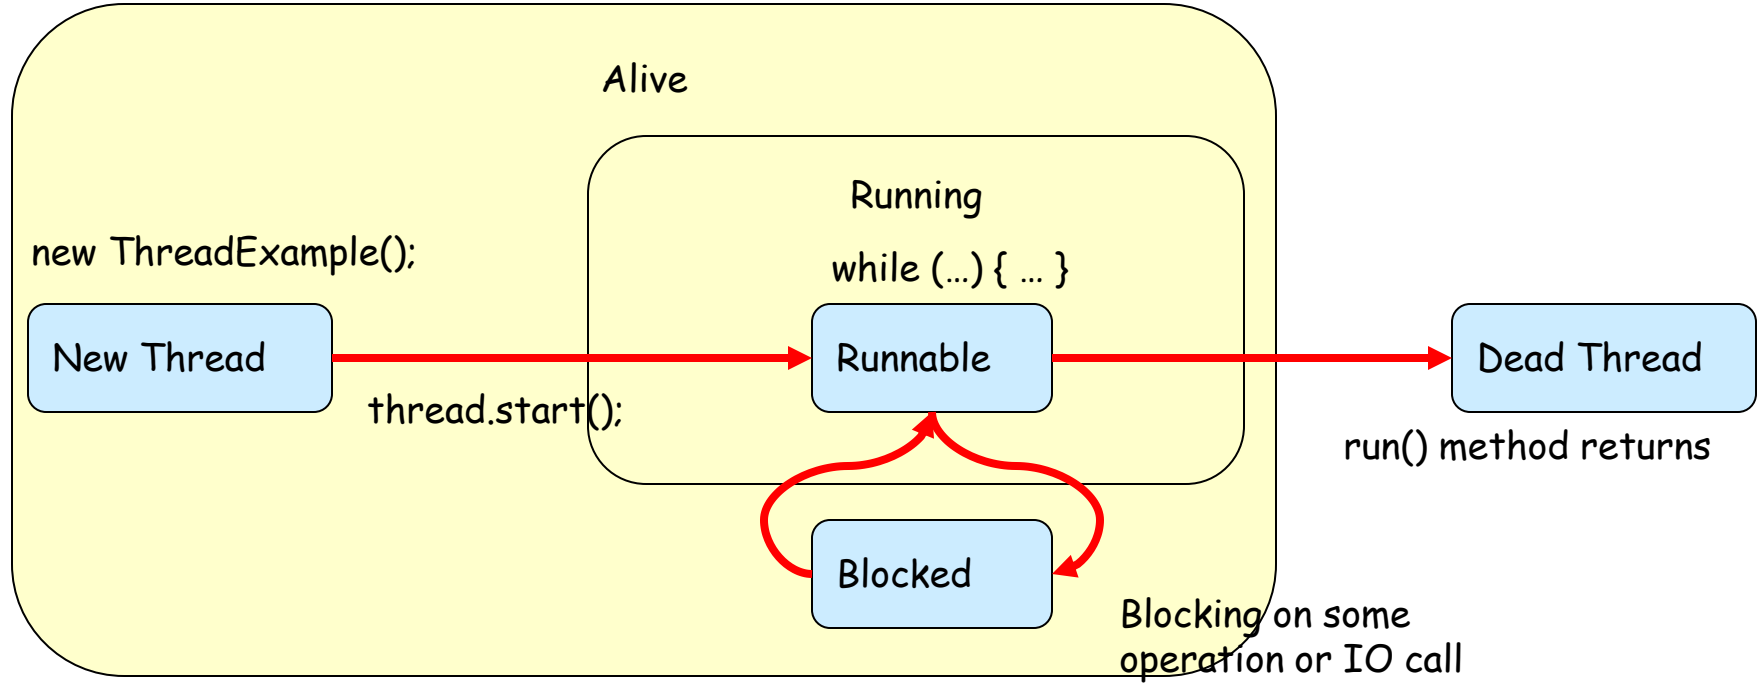 Alive
Running
new ThreadExample();
while (...) { ... }
New Thread
Runnable
Dead Thread
thread.start();
run() method returns
Blocked
Blocking on some
operation or IO call